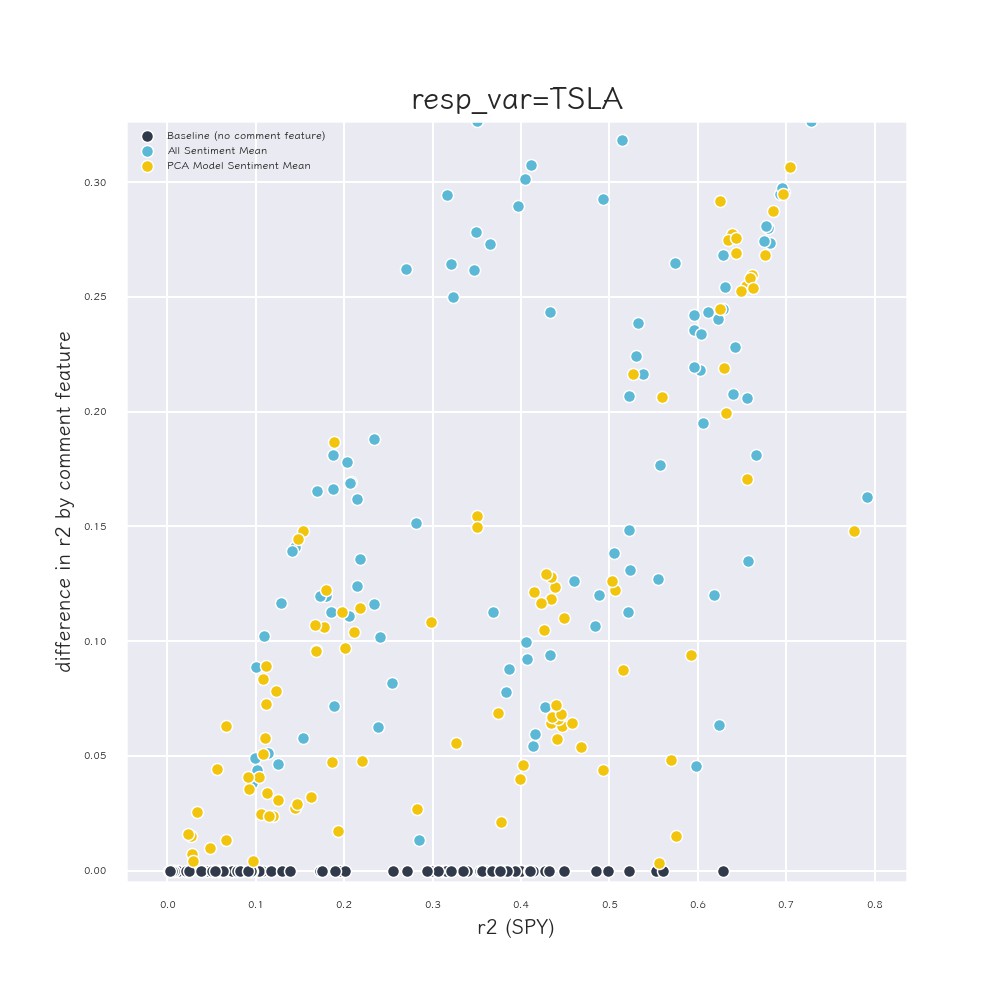 resp_var=TSLA
Baseline (no comment feature)
All Sentiment Mean
PCA Model Sentiment Mean
difference in r2 by comment feature
0.30
0.25
0.20
0.15
0.10
0.05
0.00
0.0 0.1 0.2 0.3 0.4 0.5 0.6 0.7 0.8
r2 (SPY)